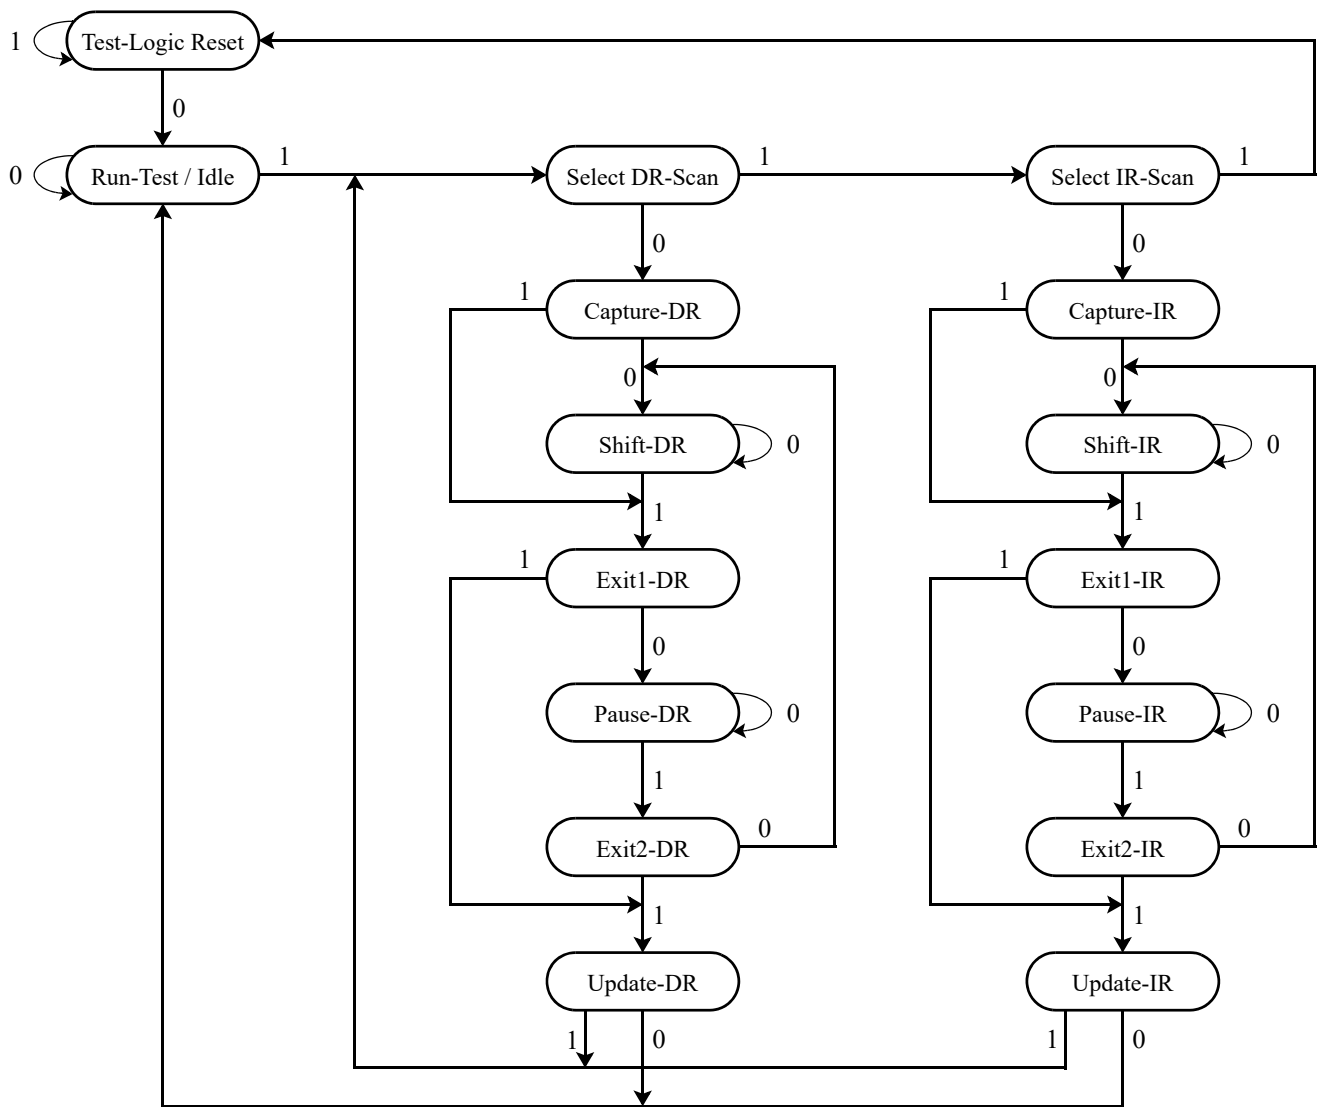 1
Test-Logic Reset
0
0
Run-Test / Idle
1
Select DR-Scan
1
Select IR-Scan
1
0
0
1
Capture-DR
1
Capture-IR
0
0
Shift-DR
0
Shift-IR
0
1
1
1
Exit1-DR
1
Exit1-IR
0
0
Pause-DR
0
Pause-IR
0
1
1
Exit2-DR
0
Exit2-IR
0
1
1
Update-DR
Update-IR
1
0
1
0